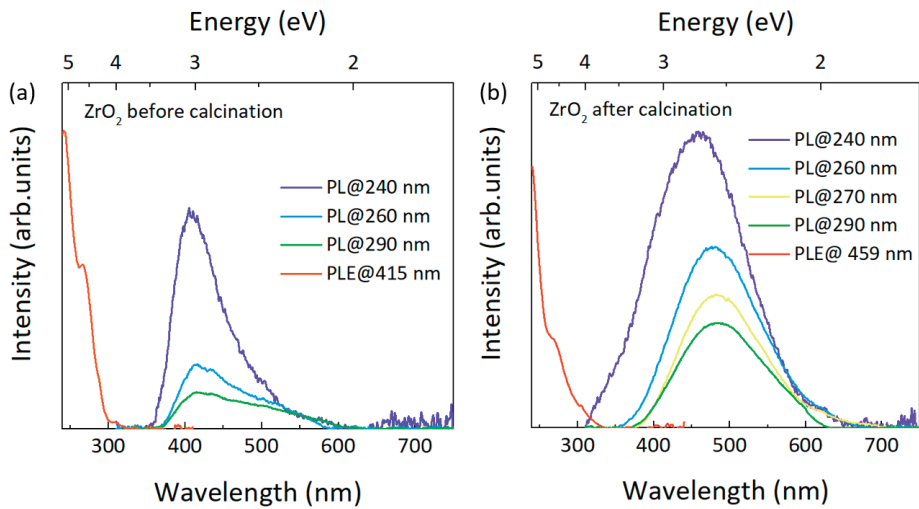 Energy (eV)
5 4 3 2
(a)
ZrO₂ before calcination
PL@240 nm
PL@260 nm
PL@290 nm
PLE@415 nm
Intensity (arb.units)
300 400 500 600 700
Wavelength (nm)
Energy (eV)
5 4 3 2
(b)
ZrO₂ after calcination
PL@240 nm
PL@260 nm
PL@270 nm
PL@290 nm
PLE@ 459 nm
Intensity (arb.units)
300 400 500 600 700
Wavelength (nm)